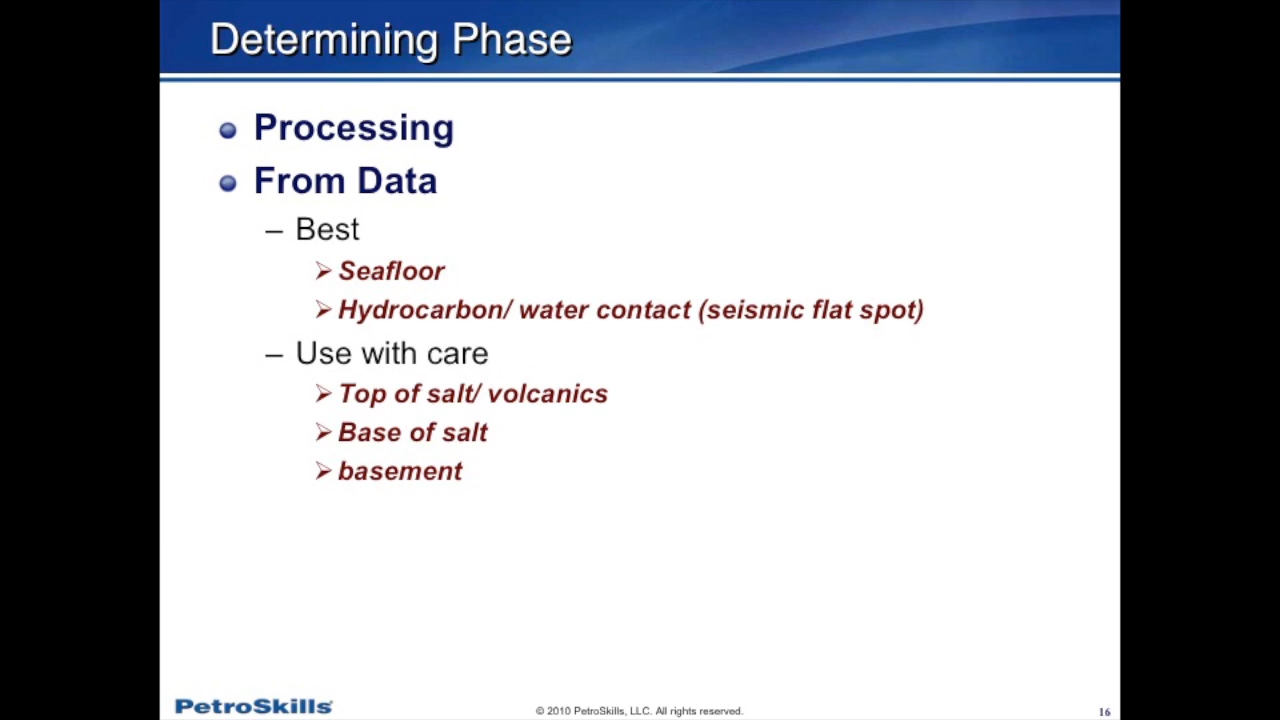 Determining Phase
Processing
From Data
– Best
Seafloor
Hydrocarbon/ water contact (seismic flat spot)
– Use with care
Top of salt/ volcanics
Base of salt
basement
PetroSkills
© 2010 PetroSkills, LLC. All rights reserved.
16